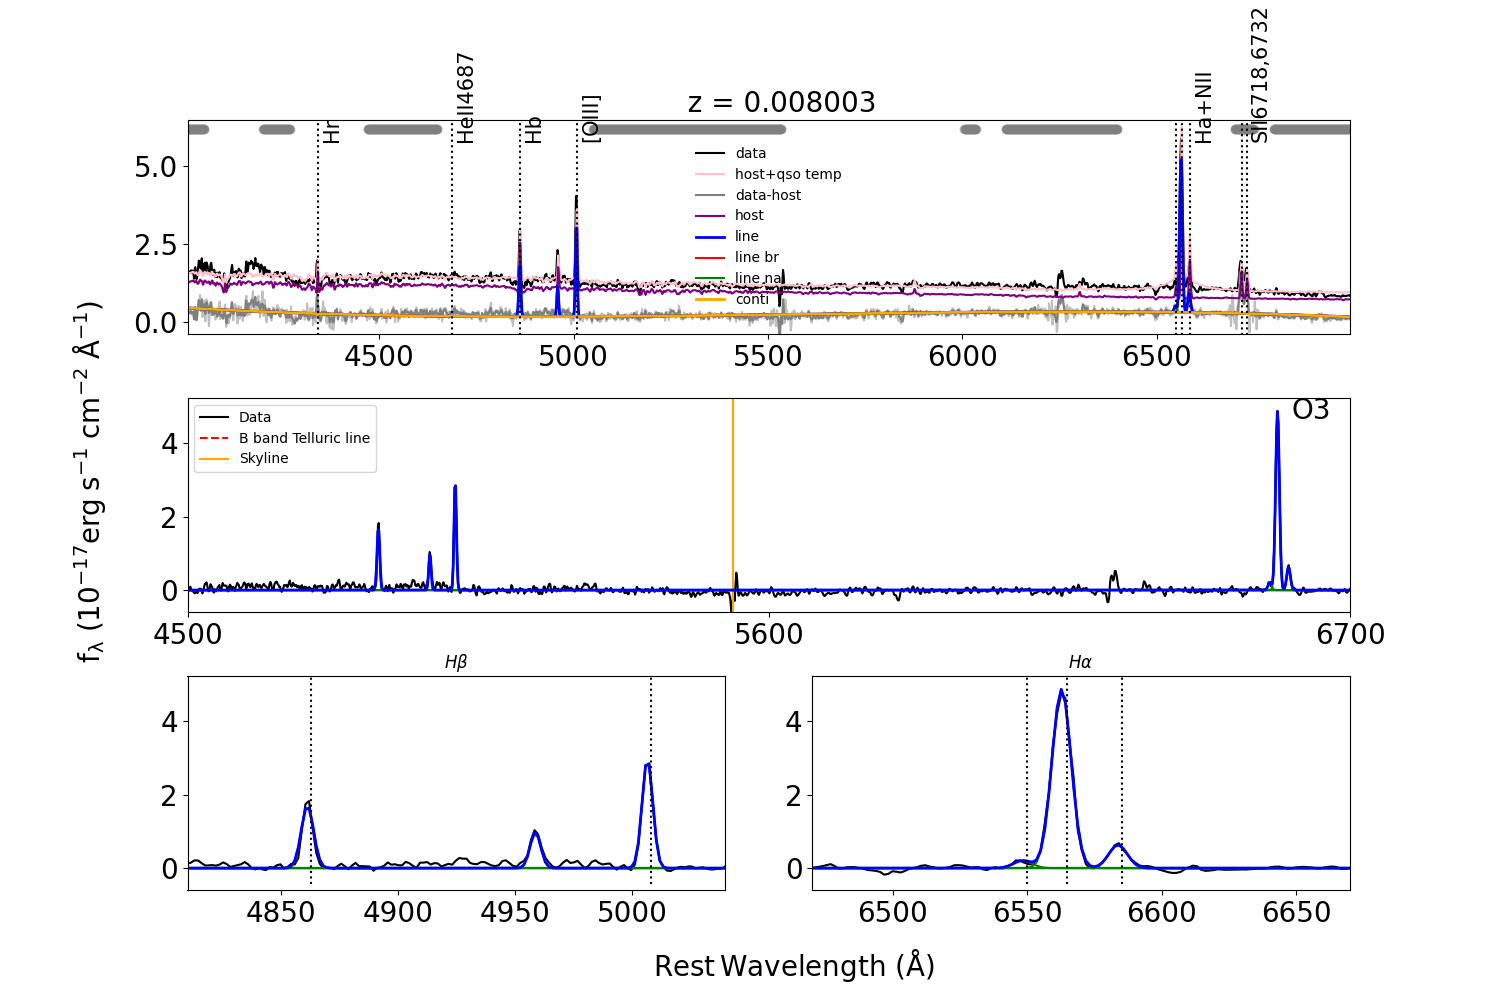 z = 0.008003
Hr
HeII4687
Hb
[OIII]
Ha+NII
SII6718,6732
data
host+qso temp
data-host
host
line
line br
line na
conti
5.0
2.5
0.0
4500
5000
5500
6000
6500
fλ (10⁻¹⁷erg s⁻¹ cm⁻² Å⁻¹)
Data
B band Telluric line
Skyline
O3
4
2
0
4500
5600
6700
Hβ
4
2
0
4850
4900
4950
5000
Hα
4
2
0
6500
6550
6600
6650
Rest Wavelength (Å)